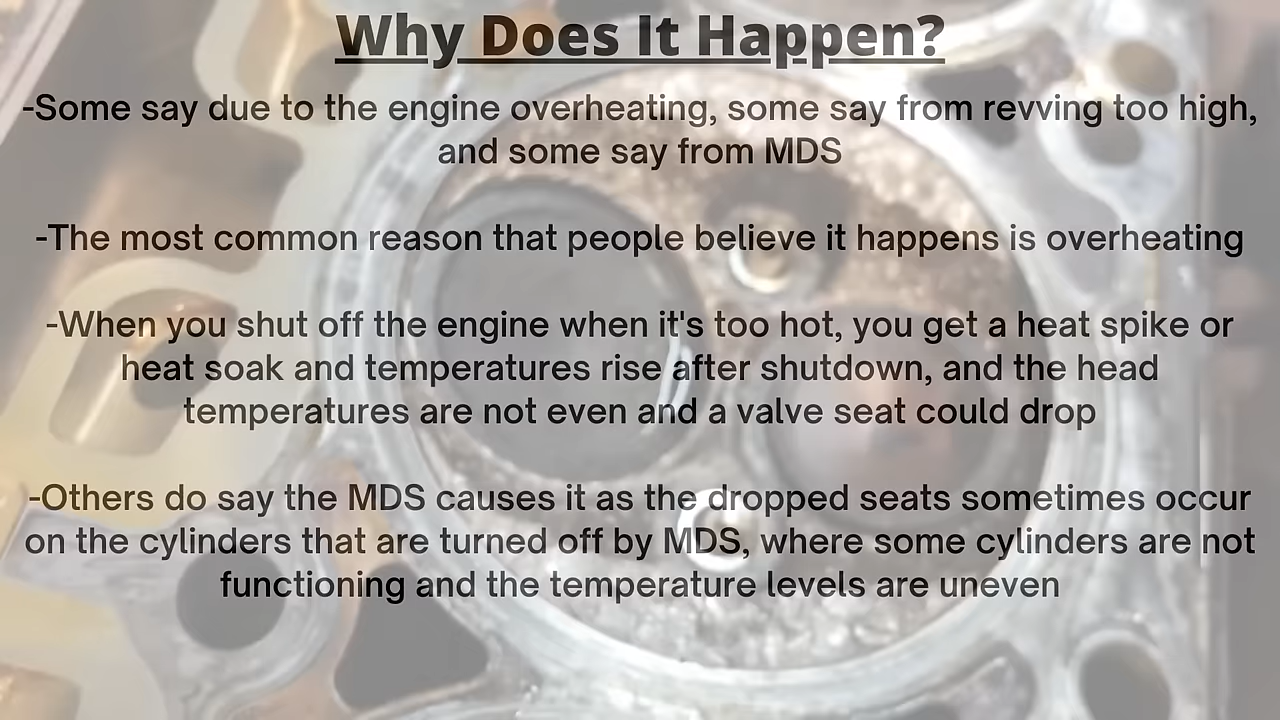 Why Does It Happen?
-Some say due to the engine overheating, some say from revving too high,
and some say from MDS
-The most common reason that people believe it happens is overheating
-When you shut off the engine when it's too hot, you get a heat spike or
heat soak and temperatures rise after shutdown, and the head
temperatures are not even and a valve seat could drop
-Others do say the MDS causes it as the dropped seats sometimes occur
on the cylinders that are turned off by MDS, where some cylinders are not
functioning and the temperature levels are uneven